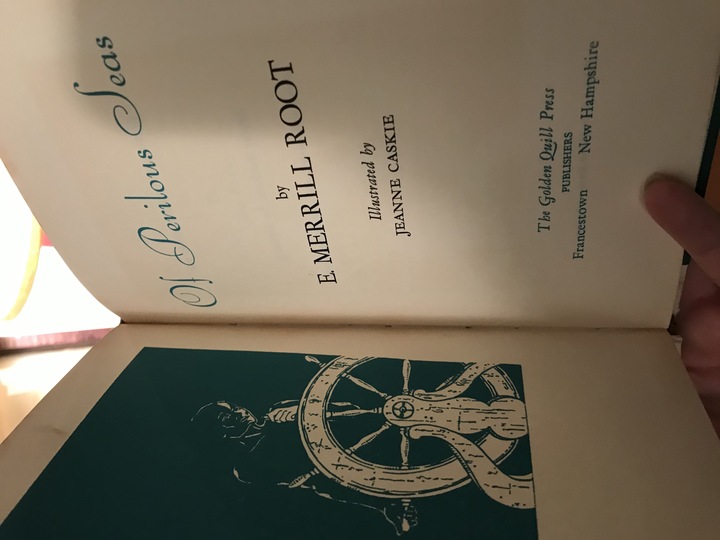 Of Perilous Seas
by
E. MERRILL ROOT
Illustrated by
JEANNE CASKIE
The Golden Quill Press
PUBLISHERS
Francestown New Hampshire